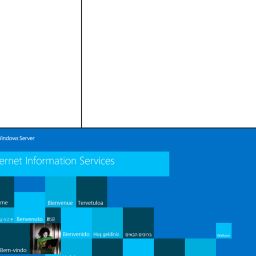 Windows Server
ernet Information Services
me
Bienvenue
Tervetuloa
Benvenuto
歡迎
Bienvenido
Hoş geldiniz
ברוכים הבאים
Bem-vindo
Welkom